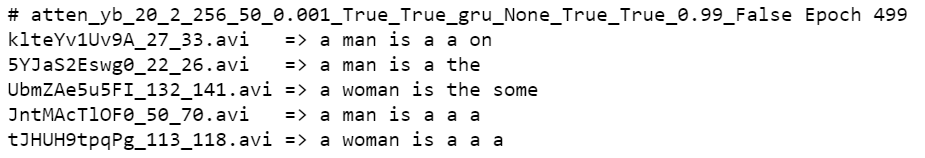 # atten_yb_20_2_256_50_0.001_True_True_gru_None_True_True_0.99_False Epoch 499
klteYv1Uv9A_27_33.avi => a man is a a on
5YJaS2Eswg0_22_26.avi => a man is a the
UbmZAe5u5FI_132_141.avi => a woman is the some
JntMAcTlOF0_50_70.avi => a man is a a a
tJHUH9tpqPg_113_118.avi => a woman is a a a